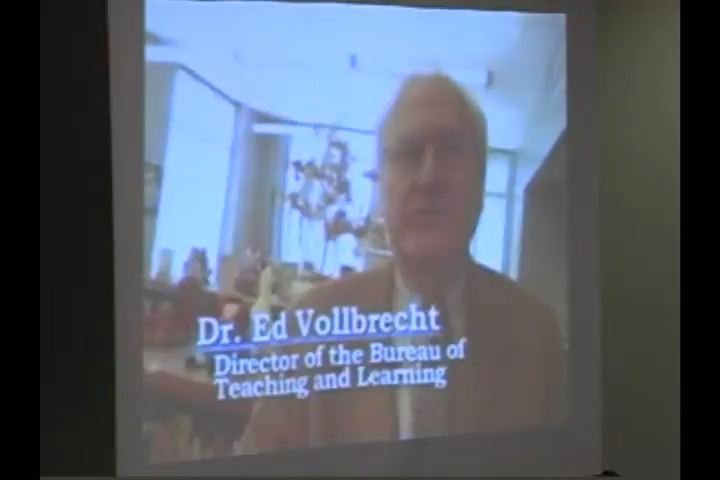 Dr. Ed Vollbrecht
Director of the Bureau of
Teaching and Learning